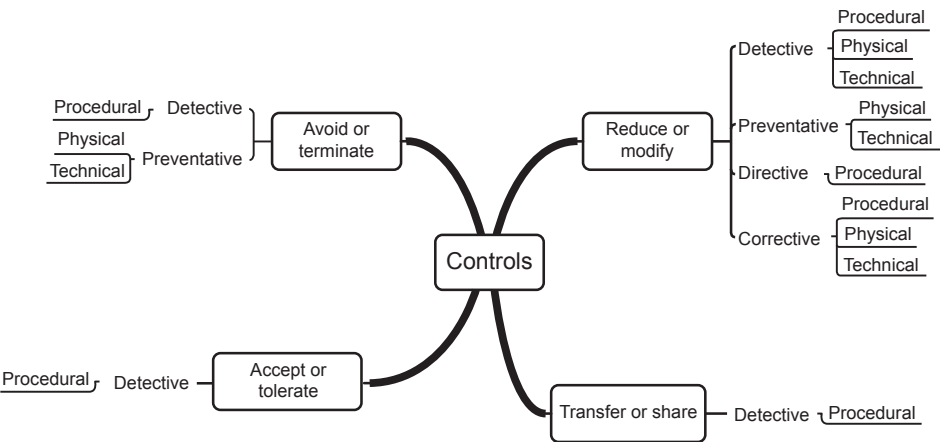 Controls
Avoid or
terminate
Detective
Procedural
Preventative
Physical
Technical
Reduce or
modify
Detective
Procedural
Physical
Technical
Preventative
Physical
Technical
Directive
Procedural
Corrective
Procedural
Physical
Technical
Accept or
tolerate
Detective
Procedural
Transfer or share
Detective
Procedural